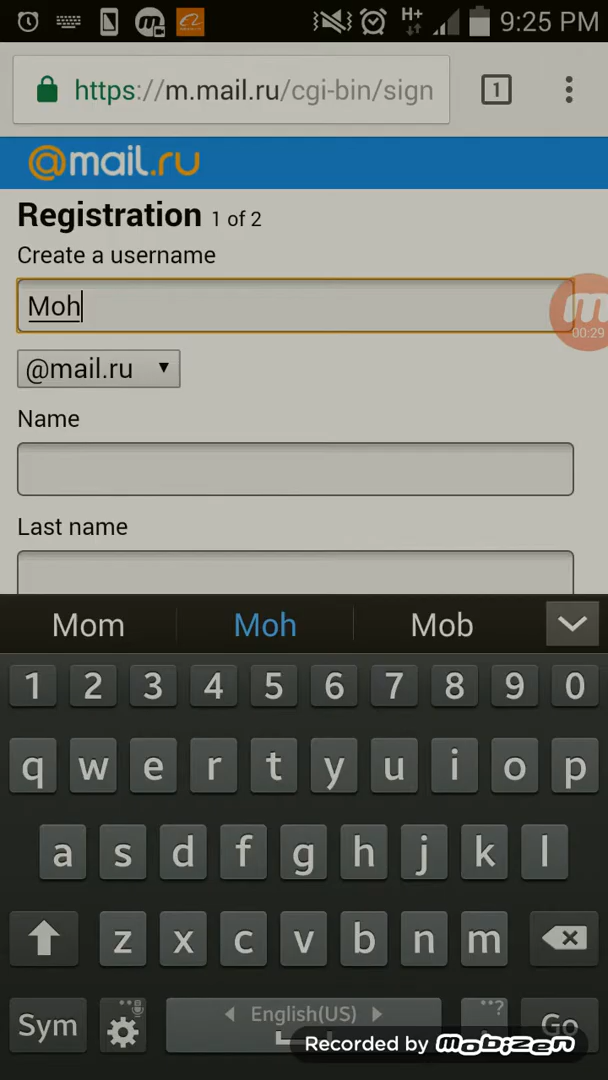 9:25 PM
https://m.mail.ru/cgi-bin/sign
1
@mail.ru
Registration 1 of 2
Create a username
Moh
00:29
@mail.ru
Name
Last name
Mom Moh Mob
1 2 3 4 5 6 7 8 9 0
q w e r t y u i o p
a s d f g h j k l
z x c v b n m
Sym English(US) Go
Recorded by mobizen